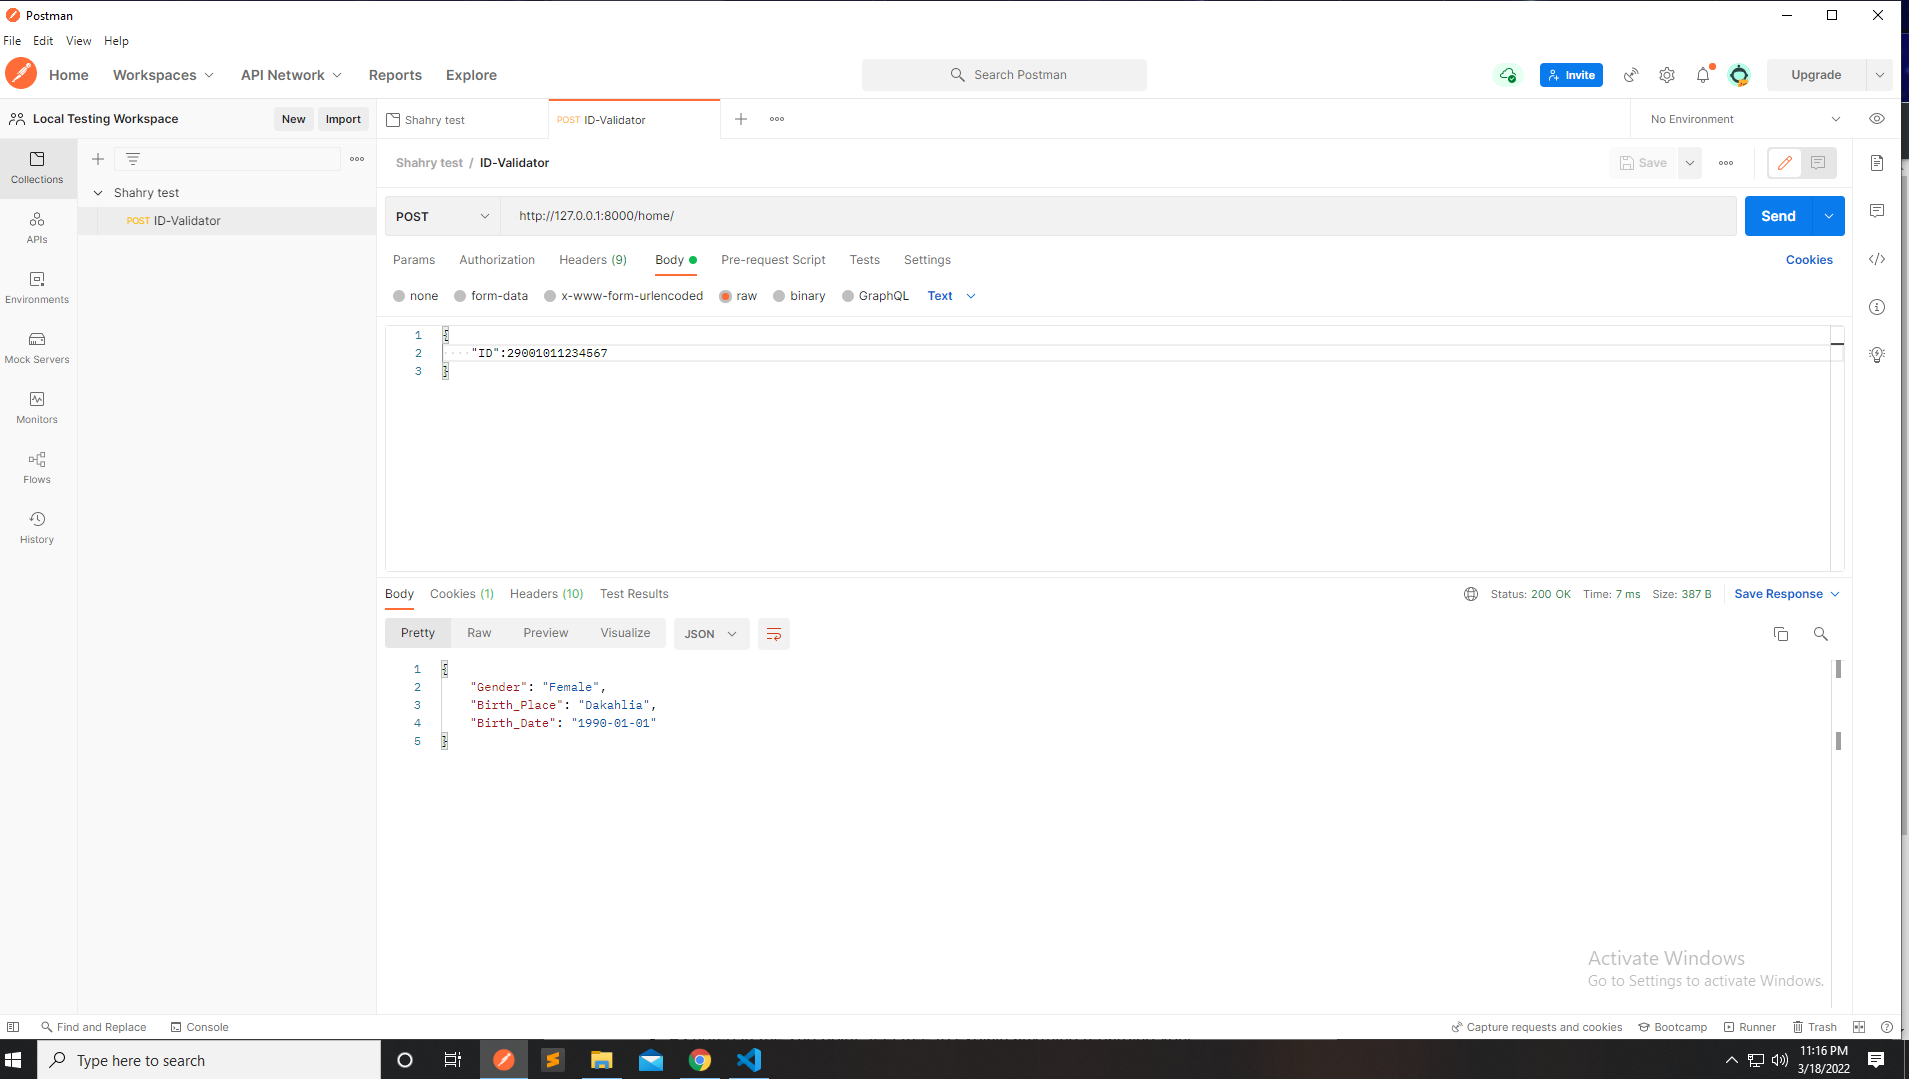 Postman
File Edit View Help
Home Workspaces API Network Reports Explore Search Postman Invite Upgrade
Local Testing Workspace New Import Shahry test POST ID-Validator No Environment
Shahry test / ID-Validator Save
Collections
APIs
Environments
Mock Servers
Monitors
Flows
History
Shahry test
POST ID-Validator
POST http://127.0.0.1:8000/home/ Send
Params Authorization Headers (9) Body Pre-request Script Tests Settings Cookies
none form-data x-www-form-urlencoded raw binary GraphQL Text
1 {
2 "ID":29001011234567
3 }
Body Cookies (1) Headers (10) Test Results Status: 200 OK Time: 7 ms Size: 387 B Save Response
Pretty Raw Preview Visualize JSON
1 {
2 "Gender": "Female",
3 "Birth_Place": "Dakahlia",
4 "Birth_Date": "1990-01-01"
5 }
Activate Windows
Go to Settings to activate Windows.
Find and Replace Console Capture requests and cookies Bootcamp Runner Trash
Type here to search
11:16 PM
3/18/2022